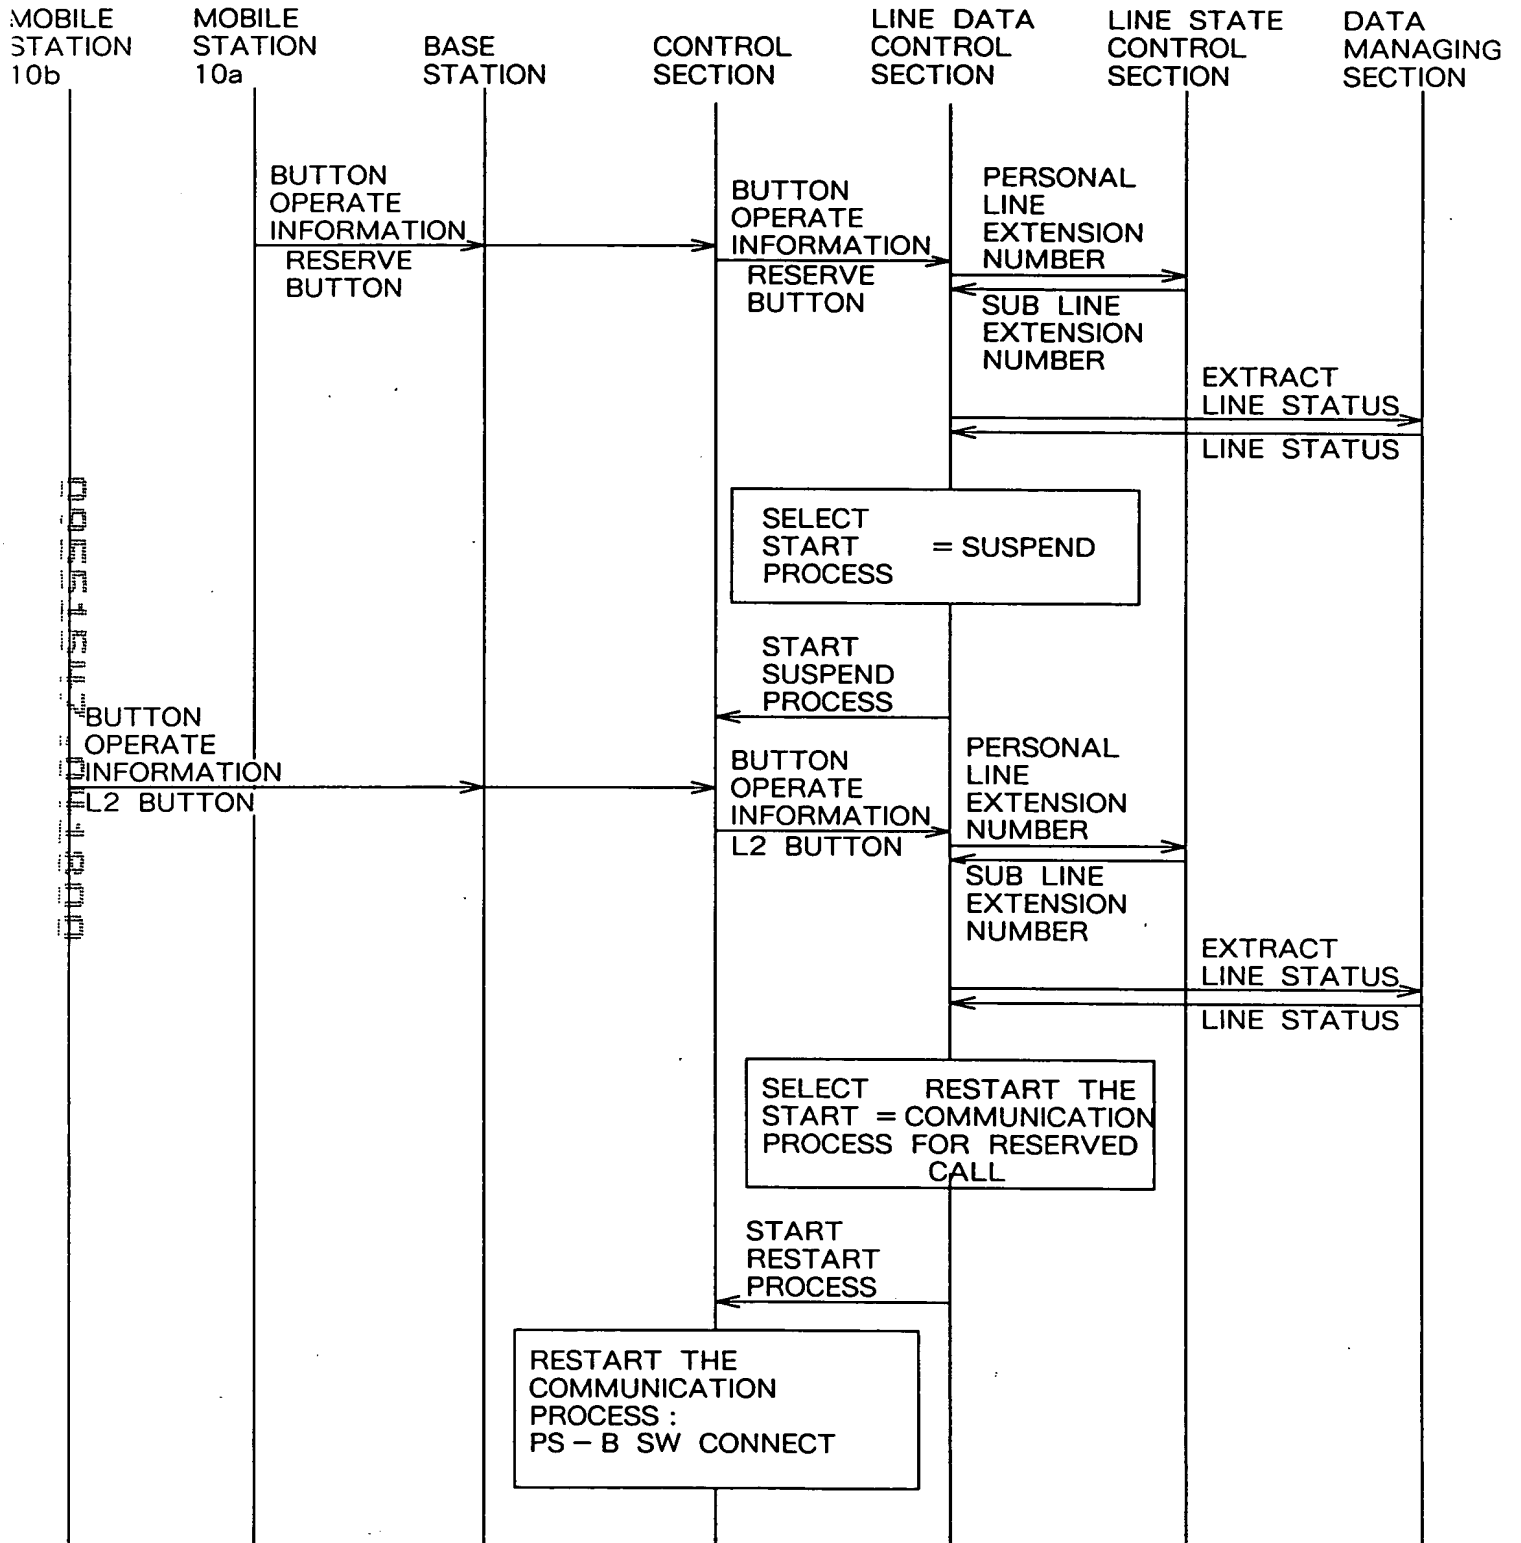 MOBILE
STATION
10b
MOBILE
STATION
10a
BASE
STATION
CONTROL
SECTION
LINE DATA
CONTROL
SECTION
LINE STATE
CONTROL
SECTION
DATA
MANAGING
SECTION
BUTTON
OPERATE
INFORMATION
RESERVE
BUTTON
BUTTON
OPERATE
INFORMATION
RESERVE
BUTTON
PERSONAL
LINE
EXTENSION
NUMBER
SUB LINE
EXTENSION
NUMBER
EXTRACT
LINE STATUS
LINE STATUS
SELECT
START = SUSPEND
PROCESS
START
SUSPEND
PROCESS
BUTTON
OPERATE
INFORMATION
L2 BUTTON
BUTTON
OPERATE
INFORMATION
L2 BUTTON
PERSONAL
LINE
EXTENSION
NUMBER
SUB LINE
EXTENSION
NUMBER
EXTRACT
LINE STATUS
LINE STATUS
SELECT RESTART THE
START = COMMUNICATION
PROCESS FOR RESERVED
CALL
START
RESTART
PROCESS
RESTART THE
COMMUNICATION
PROCESS :
PS – B SW CONNECT